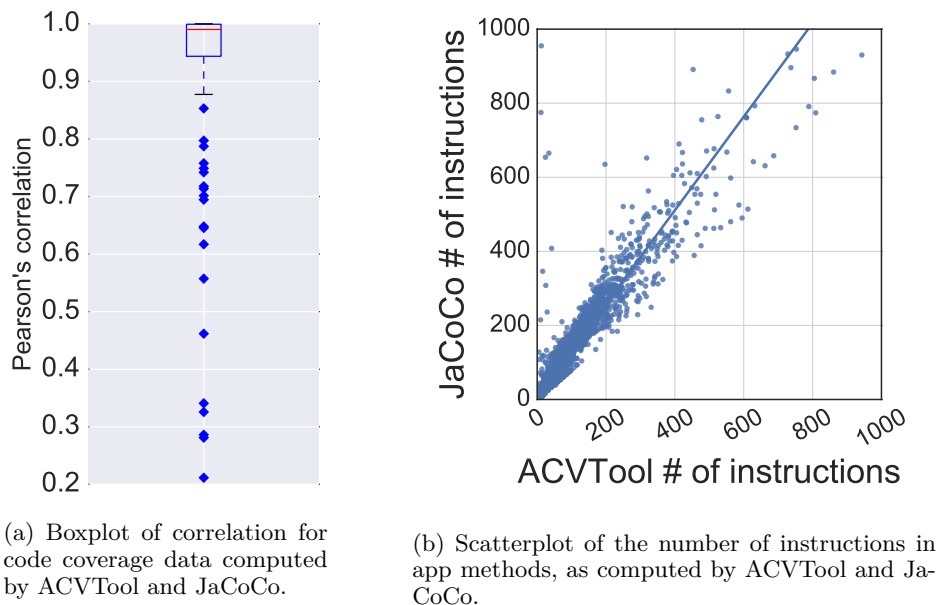 1.0
0.9
0.8
0.7
0.6
0.5
0.4
0.3
0.2
Pearson's correlation
(a) Boxplot of correlation for
code coverage data computed
by ACVTool and JaCoCo.
1000
800
600
400
200
0
JaCoCo # of instructions
0
200
400
600
800
1000
ACVTool # of instructions
(b) Scatterplot of the number of instructions in
app methods, as computed by ACVTool and Ja-
CoCo.